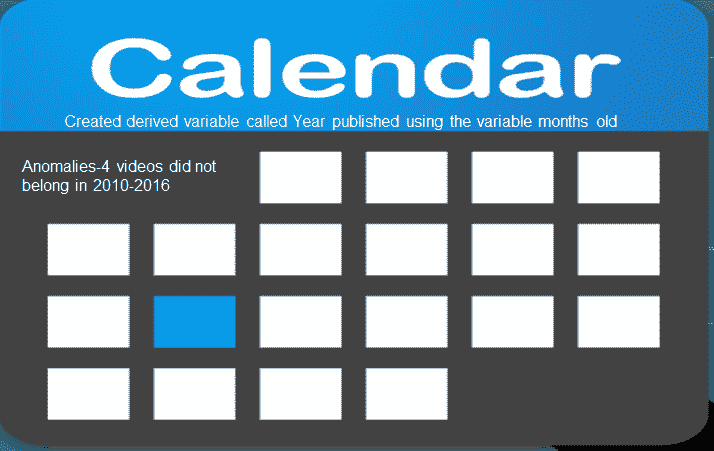 Calendar
Created derived variable called Year published using the variable months old
Anomalies-4 videos did not
belong in 2010-2016